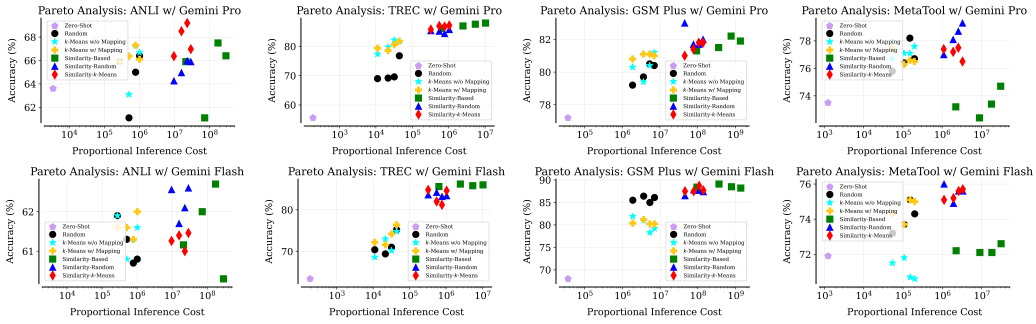 Pareto Analysis: ANLI w/ Gemini Pro
Accuracy (%)
68
66
64
62
Zero-Shot
Random
k-Means w/o Mapping
k-Means w/ Mapping
Similarity-Based
Similarity-Random
Similarity-k-Means
10^4
10^5
10^6
10^7
10^8
Proportional Inference Cost
Pareto Analysis: TREC w/ Gemini Pro
Accuracy (%)
80
70
60
Zero-Shot
Random
k-Means w/o Mapping
k-Means w/ Mapping
Similarity-Based
Similarity-Random
Similarity-k-Means
10^3
10^4
10^5
10^6
10^7
Proportional Inference Cost
Pareto Analysis: GSM Plus w/ Gemini Pro
Accuracy (%)
82
80
78
Zero-Shot
Random
k-Means w/o Mapping
k-Means w/ Mapping
Similarity-Based
Similarity-Random
Similarity-k-Means
10^5
10^6
10^7
10^8
10^9
Proportional Inference Cost
Pareto Analysis: MetaTool w/ Gemini Pro
Accuracy (%)
78
76
74
Zero-Shot
Random
k-Means w/o Mapping
k-Means w/ Mapping
Similarity-Based
Similarity-Random
Similarity-k-Means
10^3
10^4
10^5
10^6
10^7
Proportional Inference Cost
Pareto Analysis: ANLI w/ Gemini Flash
Accuracy (%)
62
61
Zero-Shot
Random
k-Means w/o Mapping
k-Means w/ Mapping
Similarity-Based
Similarity-Random
Similarity-k-Means
10^4
10^5
10^6
10^7
10^8
Proportional Inference Cost
Pareto Analysis: TREC w/ Gemini Flash
Accuracy (%)
80
70
Zero-Shot
Random
k-Means w/o Mapping
k-Means w/ Mapping
Similarity-Based
Similarity-Random
Similarity-k-Means
10^3
10^4
10^5
10^6
10^7
Proportional Inference Cost
Pareto Analysis: GSM Plus w/ Gemini Flash
Accuracy (%)
90
85
80
75
70
Zero-Shot
Random
k-Means w/o Mapping
k-Means w/ Mapping
Similarity-Based
Similarity-Random
Similarity-k-Means
10^5
10^6
10^7
10^8
10^9
Proportional Inference Cost
Pareto Analysis: MetaTool w/ Gemini Flash
Accuracy (%)
76
74
72
Zero-Shot
Random
k-Means w/o Mapping
k-Means w/ Mapping
Similarity-Based
Similarity-Random
Similarity-k-Means
10^3
10^4
10^5
10^6
10^7
Proportional Inference Cost